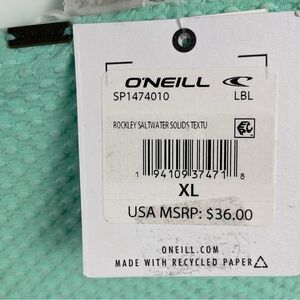 O'NEILL
SP1474010 LBL
ROCKLEY SALTWATER SOLIDS TEXTU
1 94109 37471 8
XL
USA MSRP: $36.00
ONEILL.COM
MADE WITH RECYCLED PAPER